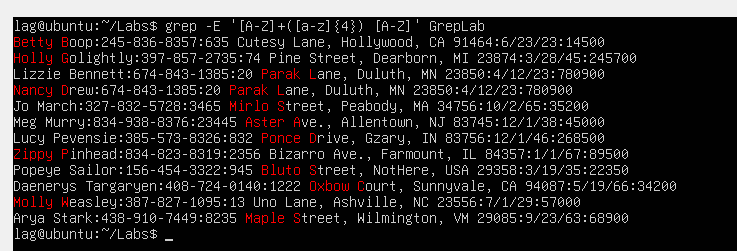 lag@ubuntu:~/Labs$ grep -E '[A-Z]+([a-z]{4}) [A-Z]' GrepLab
Betty Boop:245-836-8357:635 Cutesy Lane, Hollywood, CA 91464:6/23/23:14500
Holly Golightly:397-857-2735:74 Pine Street, Dearborn, MI 23874:3/28/45:245700
Lizzie Bennett:674-843-1385:20 Parak Lane, Duluth, MN 23850:4/12/23:780900
Nancy Drew:674-843-1385:20 Parak Lane, Duluth, MN 23850:4/12/23:780900
Jo March:327-832-5728:3465 Mirlo Street, Peabody, MA 34756:10/2/65:35200
Meg Murry:834-938-8376:23445 Aster Ave., Allentown, NJ 83745:12/1/38:45000
Lucy Pevensie:385-573-8326:832 Ponce Drive, Gzary, IN 83756:12/1/46:268500
Zippy Pinhead:834-823-8319:2356 Bizarro Ave., Farmount, IL 84357:1/1/67:89500
Popeye Sailor:156-454-3322:945 Bluto Street, NotHere, USA 29358:3/19/35:22350
Daenerys Targaryen:408-724-0140:1222 Oxbow Court, Sunnyvale, CA 94087:5/19/66:34200
Molly Weasley:387-827-1095:13 Uno Lane, Ashville, NC 23556:7/1/29:57000
Arya Stark:438-910-7449:8235 Maple Street, Wilmington, VM 29085:9/23/63:68900
lag@ubuntu:~/Labs$ _